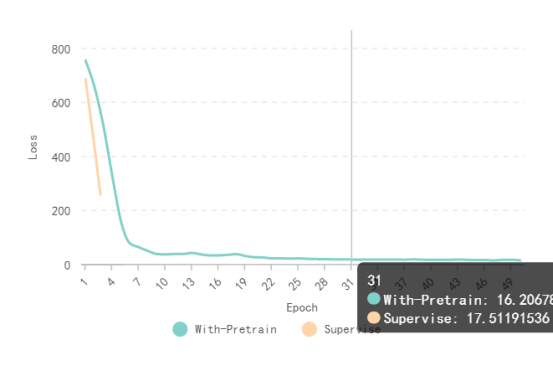 800
600
400
200
0
Loss
1 4 7 10 13 16 19 22 25 28 31 37 40 43 46 49
Epoch
With-Pretrain Supervise
31
With-Pretrain: 16.20678
Supervise: 17.51191536